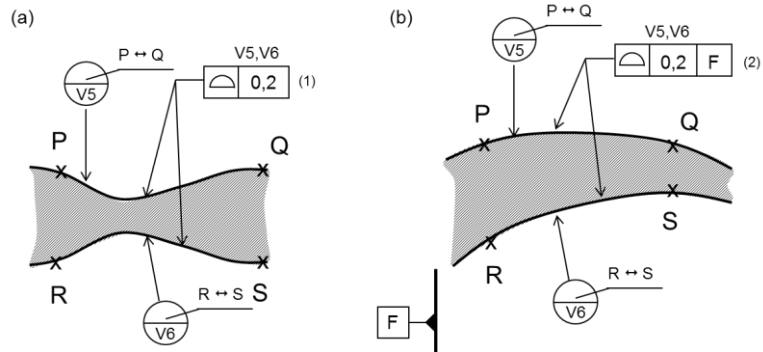 (a)
P ↔ Q
V5
V5,V6
0,2
(1)
P
Q
R
S
R ↔ S
V6
(b)
P ↔ Q
V5
V5,V6
0,2
F
(2)
P
Q
S
R
R ↔ S
V6
F